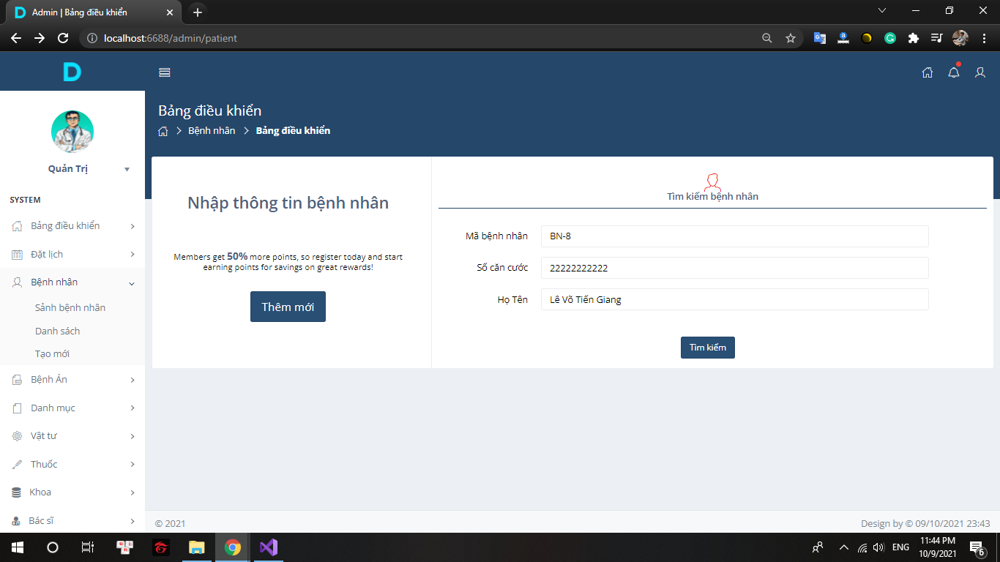 Admin | Bảng điều khiển
localhost:6688/admin/patient
D
Bảng điều khiển
Bệnh nhân
Bảng điều khiển
Quản Trị
SYSTEM
Bảng điều khiển
Đặt lịch
Bệnh nhân
Sảnh bệnh nhân
Danh sách
Tạo mới
Bệnh Án
Danh mục
Vật tư
Thuốc
Khoa
Bác sĩ
Nhập thông tin bệnh nhân
Members get 50% more points, so register today and start
earning points for savings on great rewards!
Thêm mới
Tìm kiếm bệnh nhân
Mã bệnh nhân BN-8
Số căn cước 22222222222
Họ Tên Lê Võ Tiến Giang
Tìm kiếm
© 2021
Design by © 09/10/2021 23:43
ENG
11:44 PM
10/9/2021
6